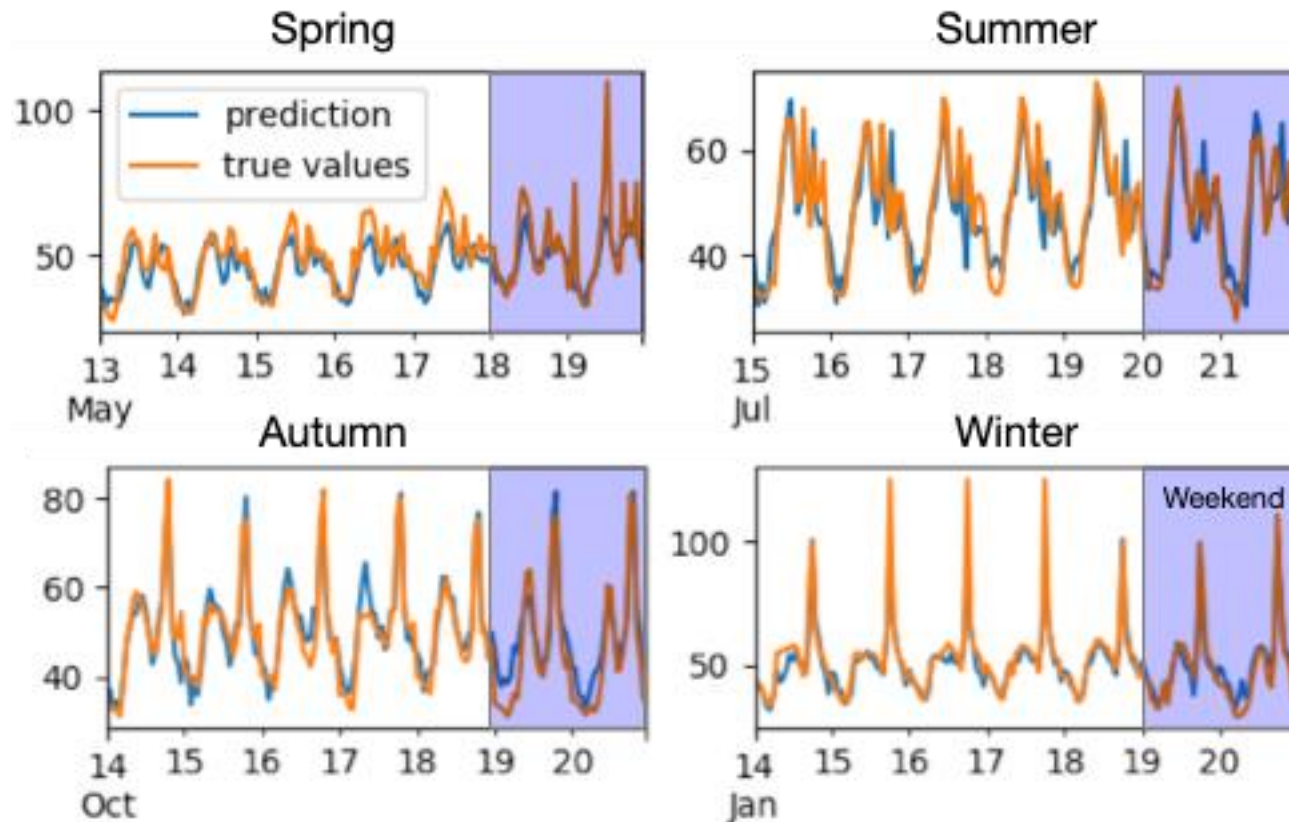 Spring
Summer
100
50
prediction
true values
60
40
13 14 15 16 17 18 19
May
15 16 17 18 19 20 21
Jul
Autumn
Winter
80
60
40
100
50
Weekend
14 15 16 17 18 19 20
Oct
14 15 16 17 18 19 20
Jan